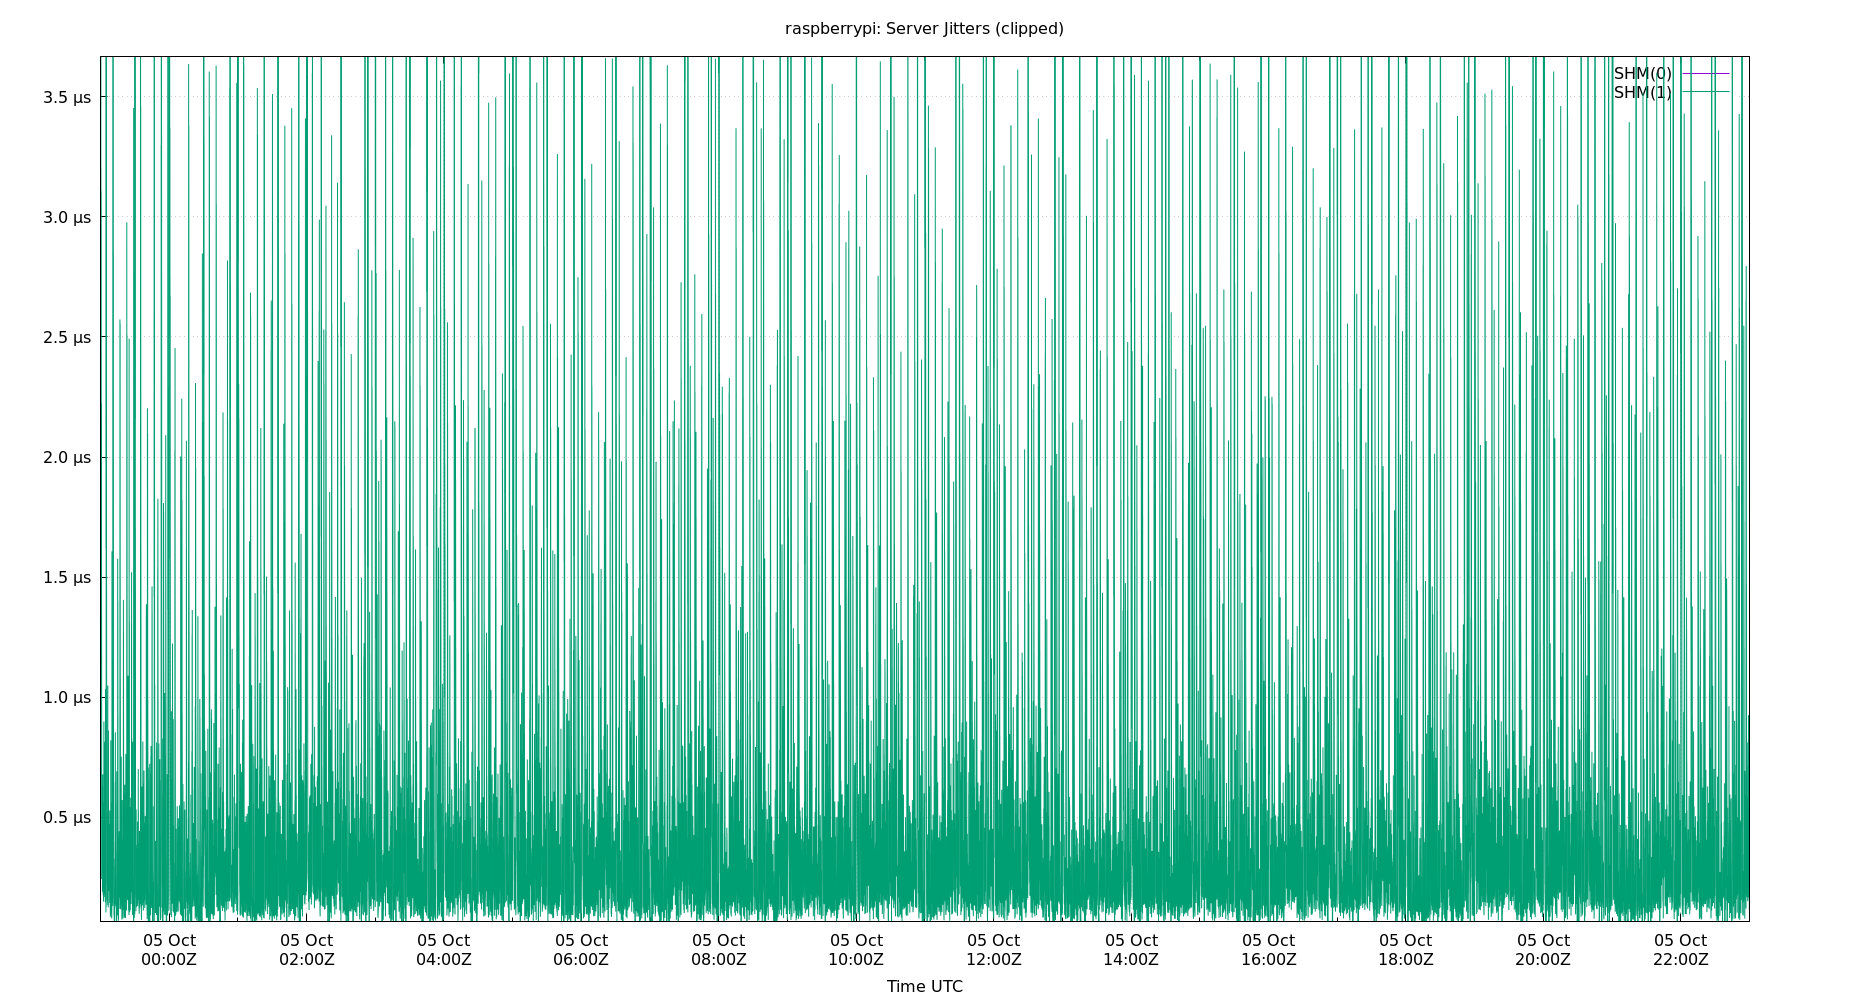 raspberrypi: Server Jitters (clipped)
SHM(0)
SHM(1)
3.5 µs
3.0 µs
2.5 µs
2.0 µs
1.5 µs
1.0 µs
0.5 µs
05 Oct 05 Oct 05 Oct 05 Oct 05 Oct 05 Oct 05 Oct 05 Oct 05 Oct 05 Oct 05 Oct 05 Oct
00:00Z 02:00Z 04:00Z 06:00Z 08:00Z 10:00Z 12:00Z 14:00Z 16:00Z 18:00Z 20:00Z 22:00Z
Time UTC